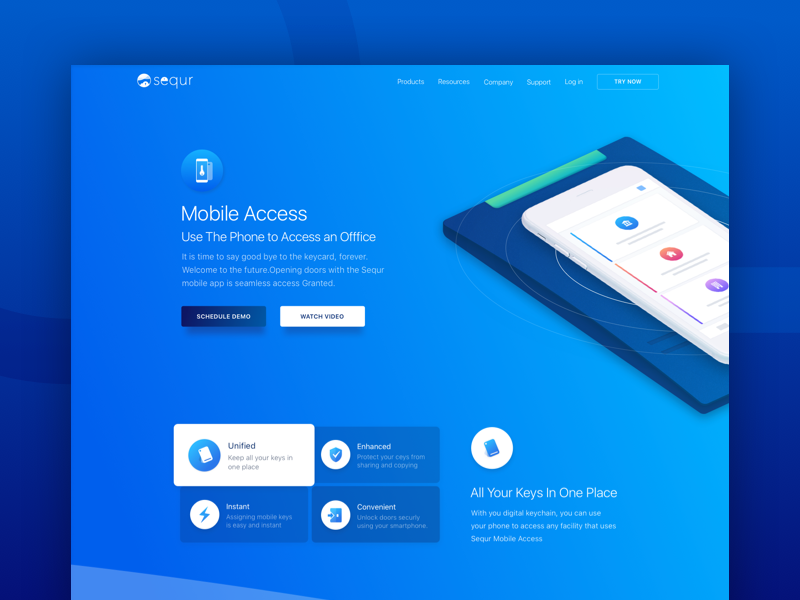 sequr
Products Resources Company Support Log in TRY NOW
Mobile Access
Use The Phone to Access an Offfice
It is time to say good bye to the keycard, forever.
Welcome to the future.Opening doors with the Sequr
mobile app is seamless access Granted.
SCHEDULE DEMO WATCH VIDEO
Unified
Keep all your keys in
one place
Enhanced
Protect your ceys from
sharing and copying
Instant
Assigning mobile keys
is easy and instant
Convenient
Unlock doors securly
using your smartphone.
All Your Keys In One Place
With you digital keychain, you can use
your phone to access any facility that uses
Sequr Mobile Access